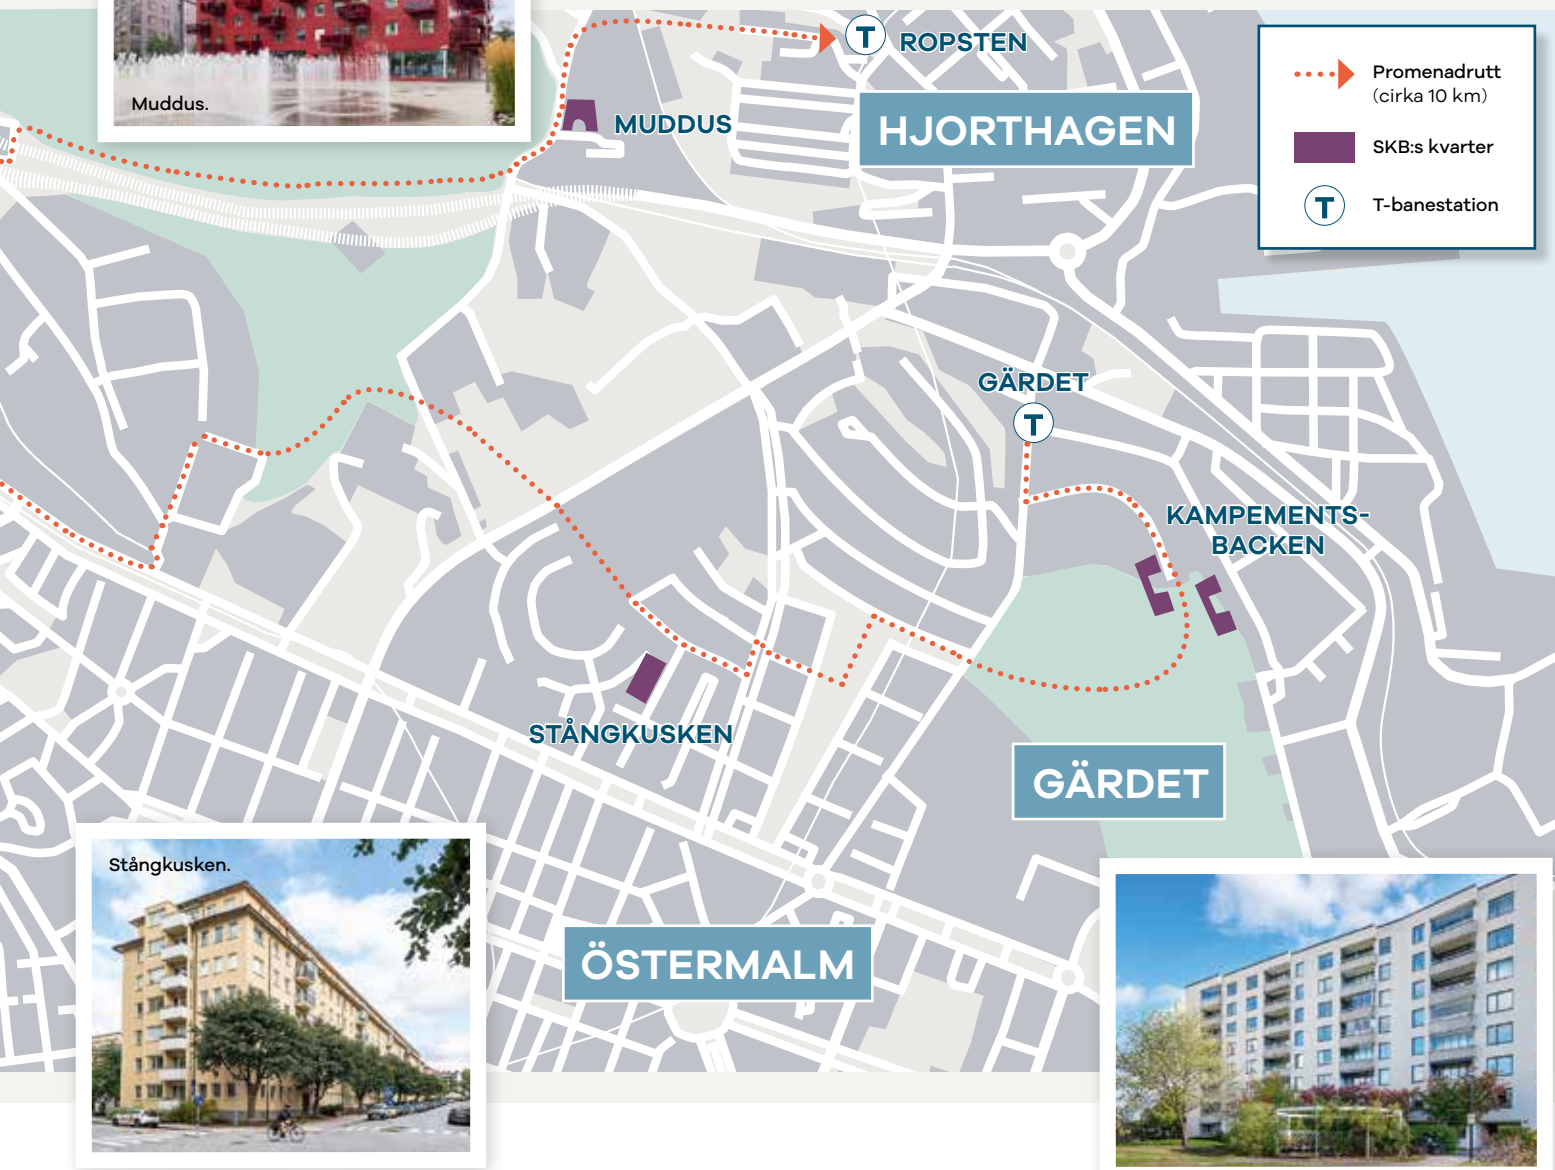 Muddus.
T
ROPSTEN
MUDDUS
HJORTHAGEN
Promenadrutt
(cirka 10 km)
SKB:s kvarter
T
T-banestation
GÄRDET
T
KAMPEMENTS-
BACKEN
STÅNGKUSKEN
GÄRDET
Stångkusken.
ÖSTERMALM